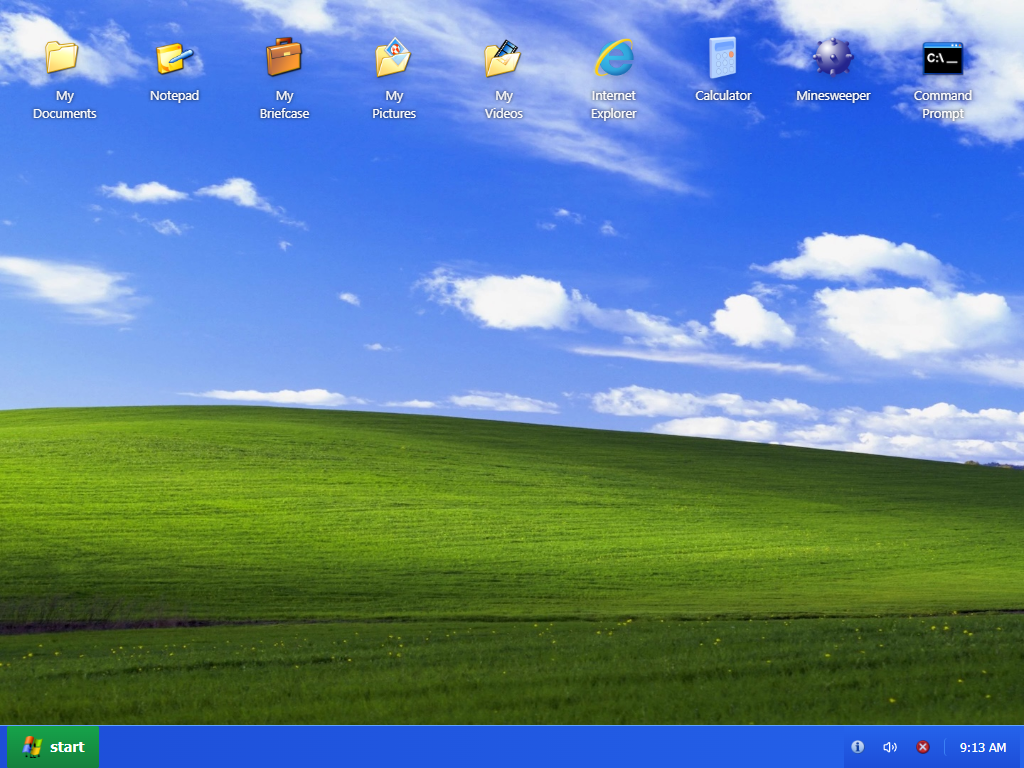 My
Documents
Notepad
My
Briefcase
My
Pictures
My
Videos
Internet
Explorer
Calculator
Minesweeper
C:\
Command
Prompt
start
9:13 AM